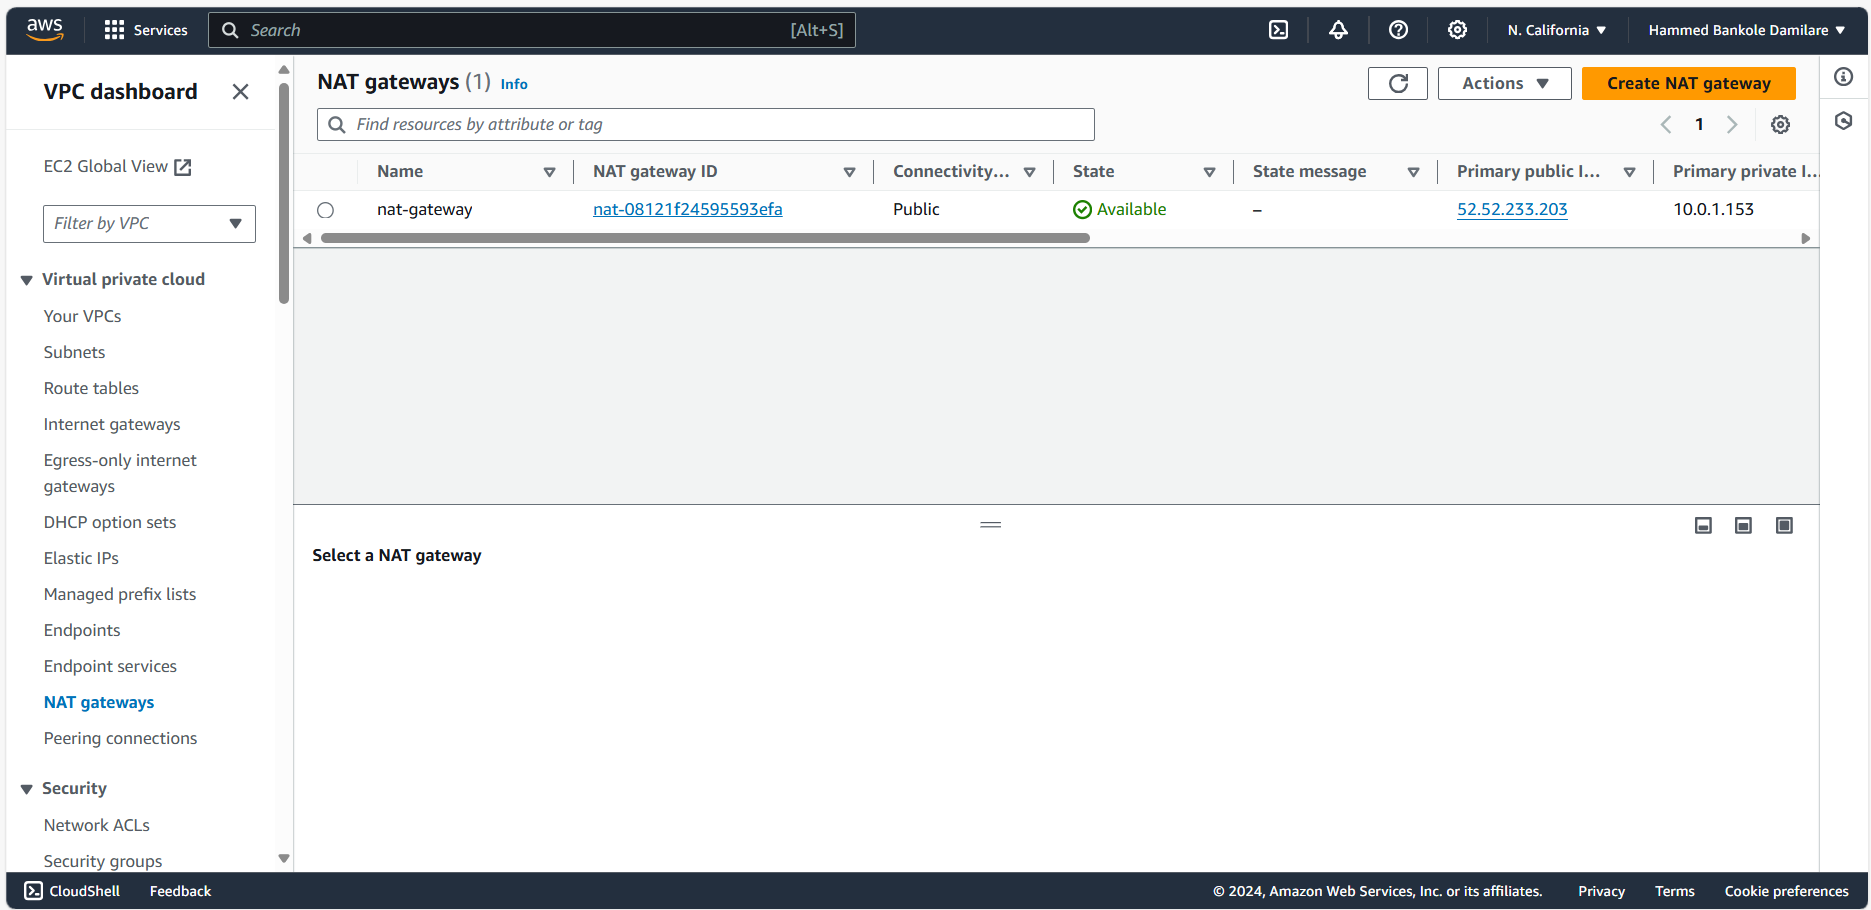 aws
Services
Search
[Alt+S]
N. California
Hammed Bankole Damilare
VPC dashboard
EC2 Global View
Filter by VPC
Virtual private cloud
Your VPCs
Subnets
Route tables
Internet gateways
Egress-only internet
gateways
DHCP option sets
Elastic IPs
Managed prefix lists
Endpoints
Endpoint services
NAT gateways
Peering connections
Security
Network ACLs
Security groups
NAT gateways (1) Info
Actions
Create NAT gateway
Find resources by attribute or tag
1
Name NAT gateway ID Connectivity... State State message Primary public I... Primary private I...
nat-gateway nat-08121f24595593efa Public Available – 52.52.233.203 10.0.1.153
Select a NAT gateway
CloudShell Feedback © 2024, Amazon Web Services, Inc. or its affiliates. Privacy Terms Cookie preferences